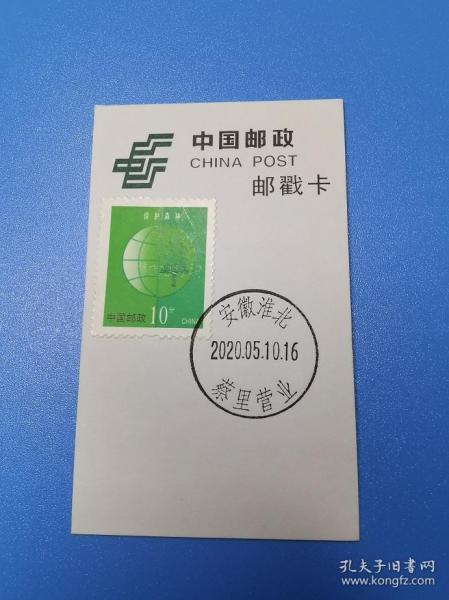 中国邮政
CHINA POST
邮戳卡
保护森林
中国邮政 10分
CHINA
安徽淮北
2020.05.10.16
蔡里营业
孔夫子旧书网
www.kongfz.com